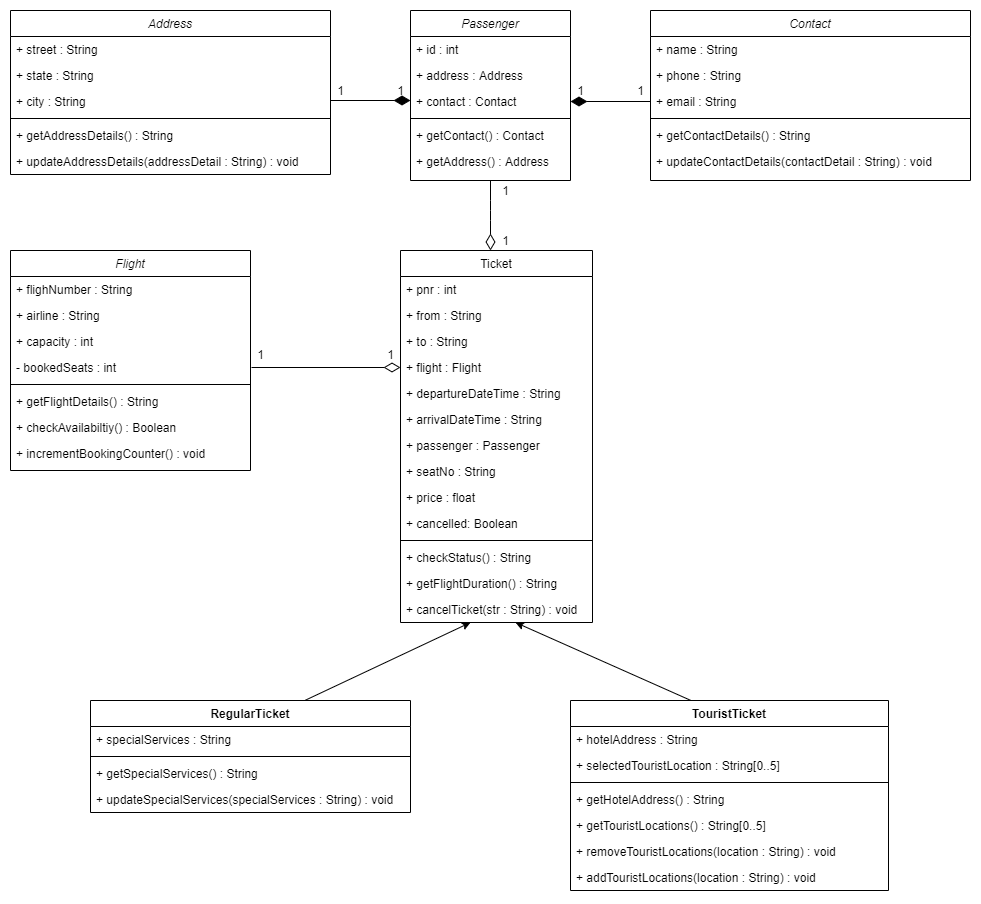 Address
+ street : String
+ state : String
+ city : String
+ getAddressDetails() : String
+ updateAddressDetails(addressDetail : String) : void
1
1
Passenger
+ id : int
+ address : Address
+ contact : Contact
+ getContact() : Contact
+ getAddress() : Address
1
1
Contact
+ name : String
+ phone : String
+ email : String
+ getContactDetails() : String
+ updateContactDetails(contactDetail : String) : void
1
1
Flight
+ flighNumber : String
+ airline : String
+ capacity : int
- bookedSeats : int
+ getFlightDetails() : String
+ checkAvailabiltiy() : Boolean
+ incrementBookingCounter() : void
1
1
Ticket
+ pnr : int
+ from : String
+ to : String
+ flight : Flight
+ departureDateTime : String
+ arrivalDateTime : String
+ passenger : Passenger
+ seatNo : String
+ price : float
+ cancelled: Boolean
+ checkStatus() : String
+ getFlightDuration() : String
+ cancelTicket(str : String) : void
RegularTicket
+ specialServices : String
+ getSpecialServices() : String
+ updateSpecialServices(specialServices : String) : void
TouristTicket
+ hotelAddress : String
+ selectedTouristLocation : String[0..5]
+ getHotelAddress() : String
+ getTouristLocations() : String[0..5]
+ removeTouristLocations(location : String) : void
+ addTouristLocations(location : String) : void